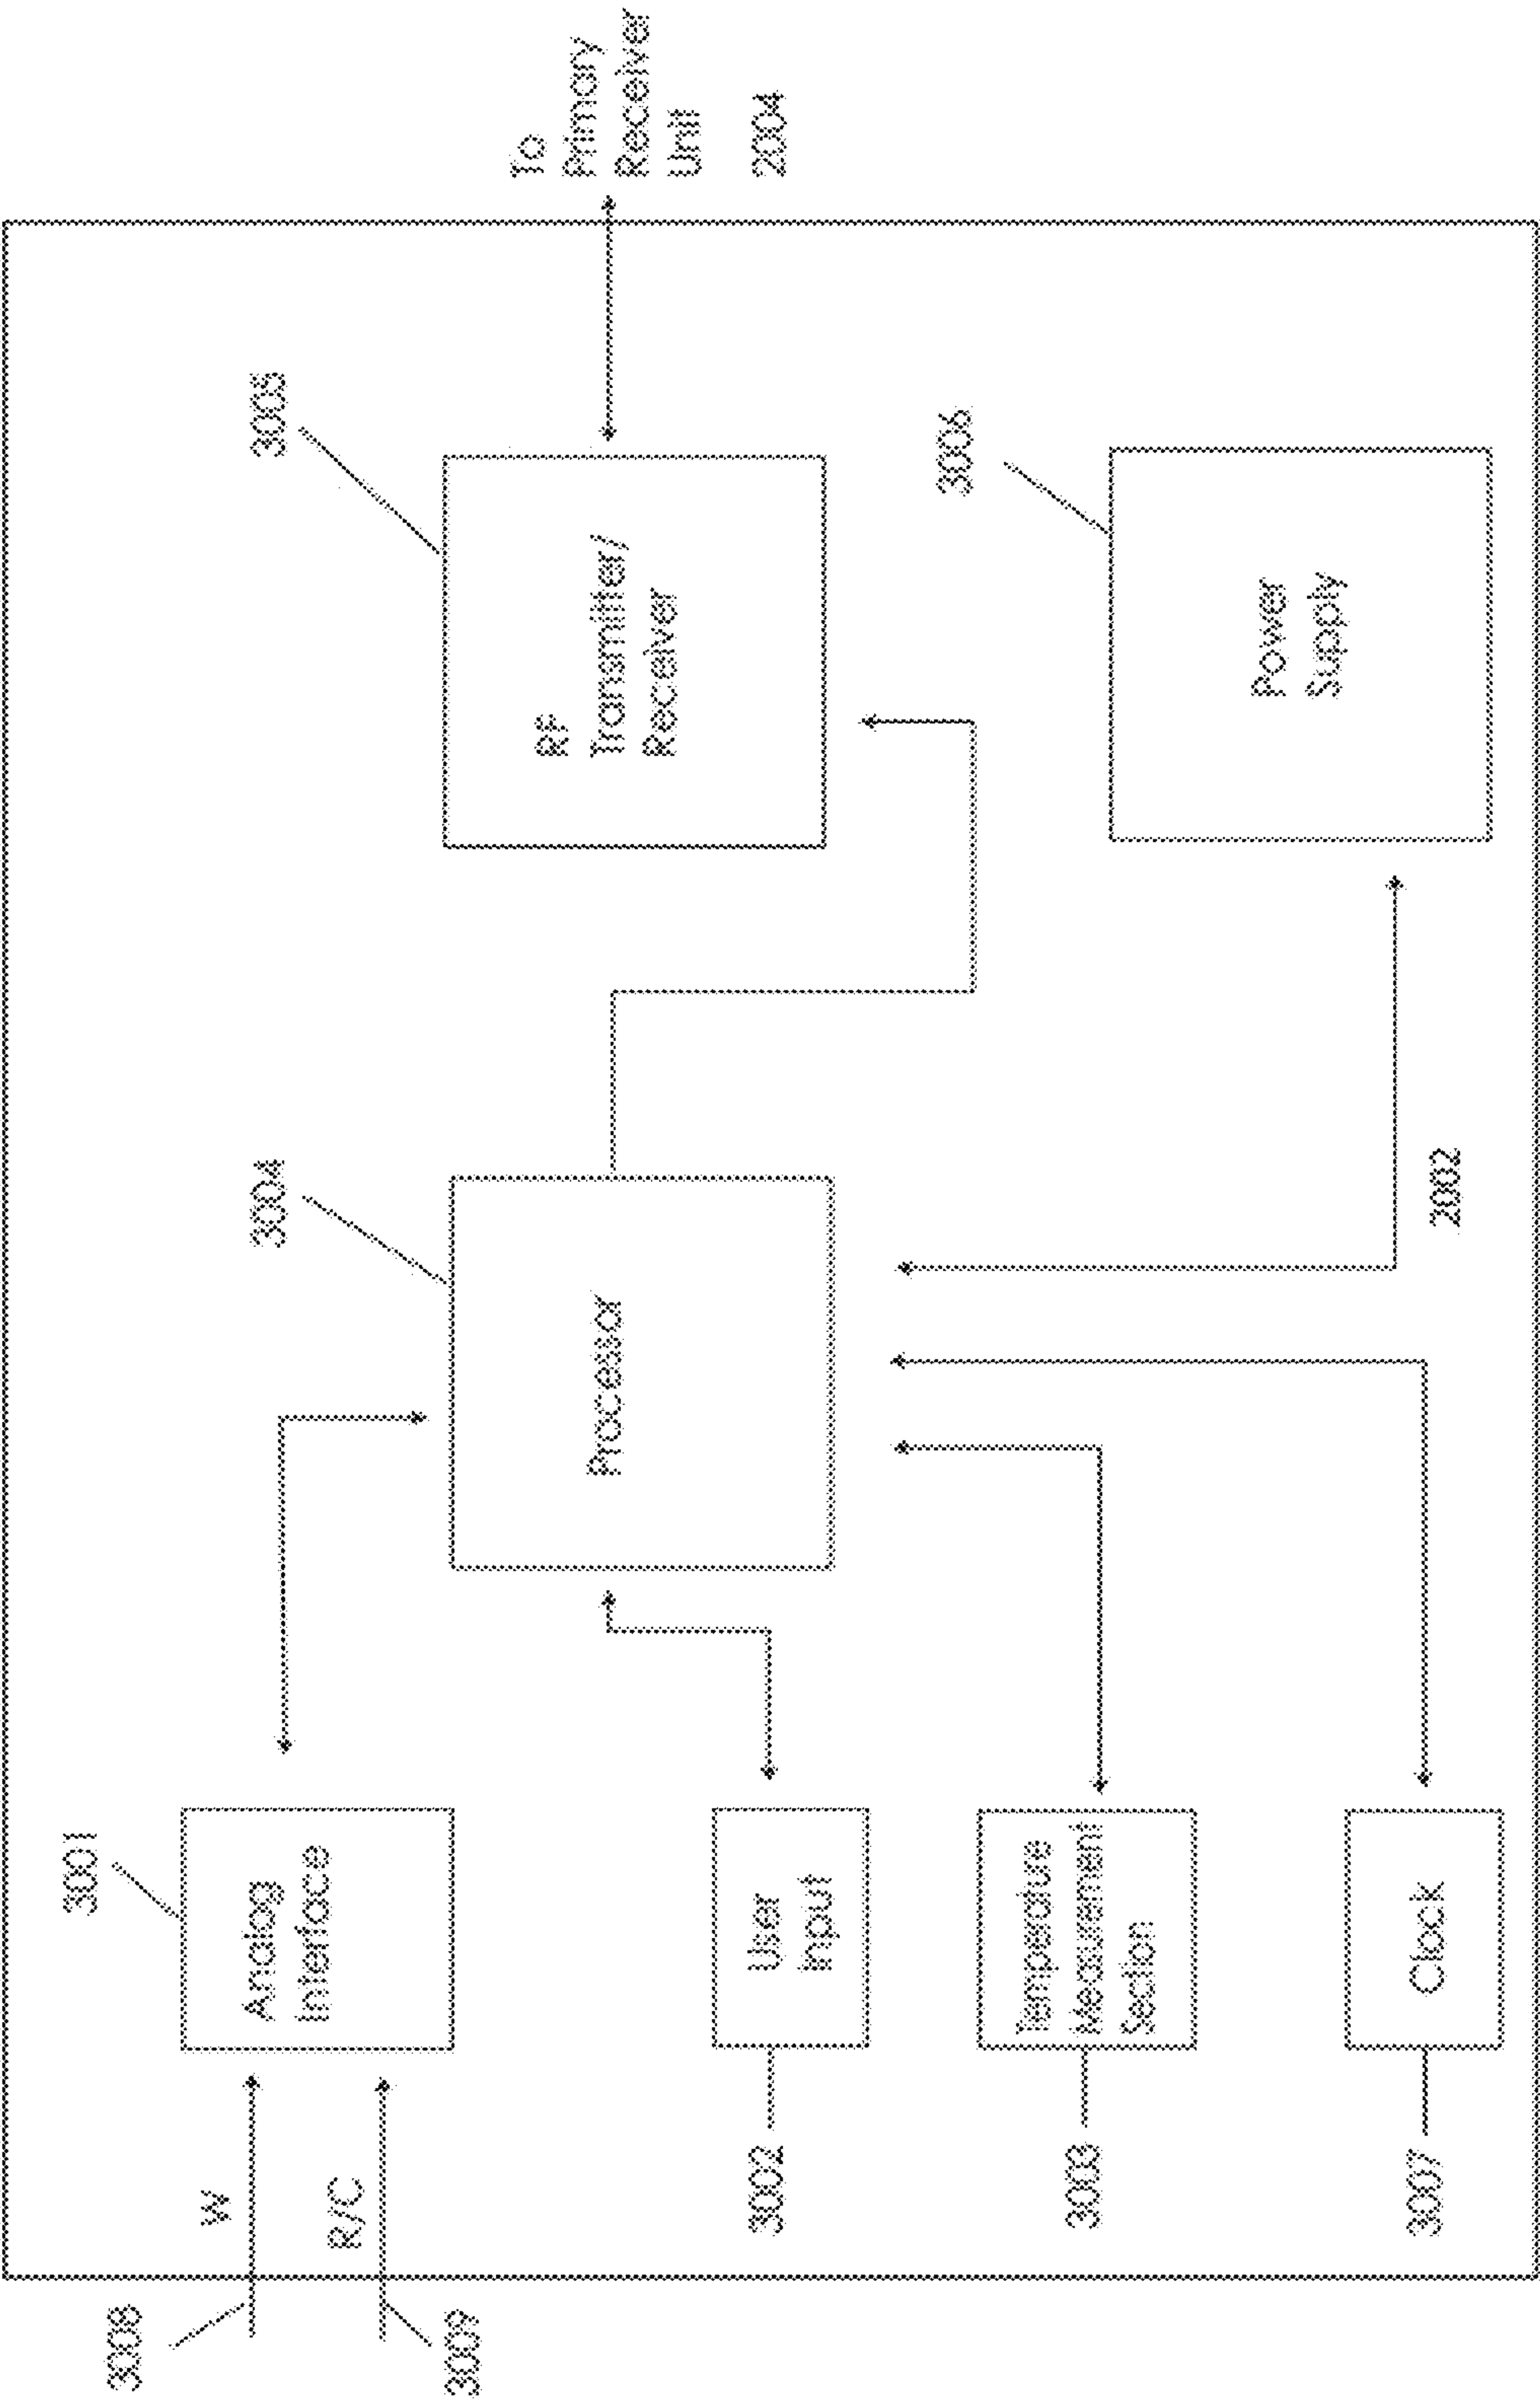 3008
W
3009
R/C
3001
Analog
Interface
3002
User
Input
3003
Temperature
Measurement
Section
3007
Clock
3004
Processor
2002
3005
RF
Transmitter/
Receiver
3006
Power
Supply
To
Primary
Receiver
Unit
2004